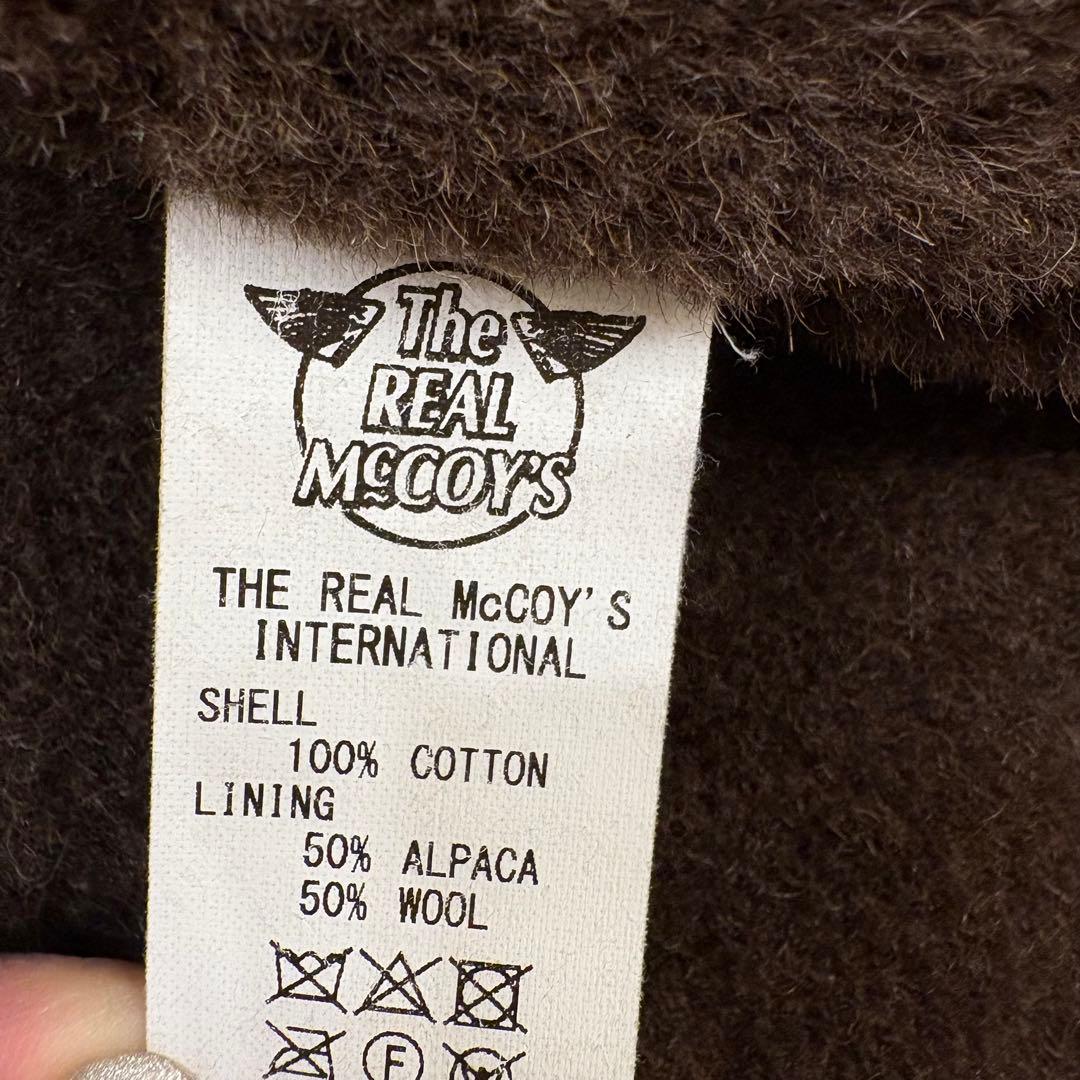 The
REAL
McCOY'S
THE REAL McCOY'S
INTERNATIONAL
SHELL
100% COTTON
LINING
50% ALPACA
50% WOOL
F